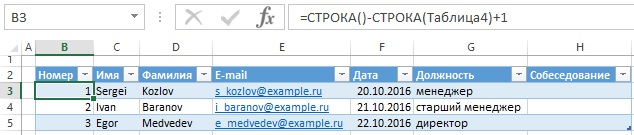 B3 fx =СТРОКА()-СТРОКА(Таблица4)+1
A B C D E F G H
1
2 Номер Имя Фамилия E-mail Дата Должность Собеседование
3 1 Sergei Kozlov s_kozlov@example.ru 20.10.2016 менеджер
4 2 Ivan Baranov i_baranov@example.ru 21.10.2016 старший менеджер
5 3 Egor Medvedev e_medvedev@example.ru 22.10.2016 директор